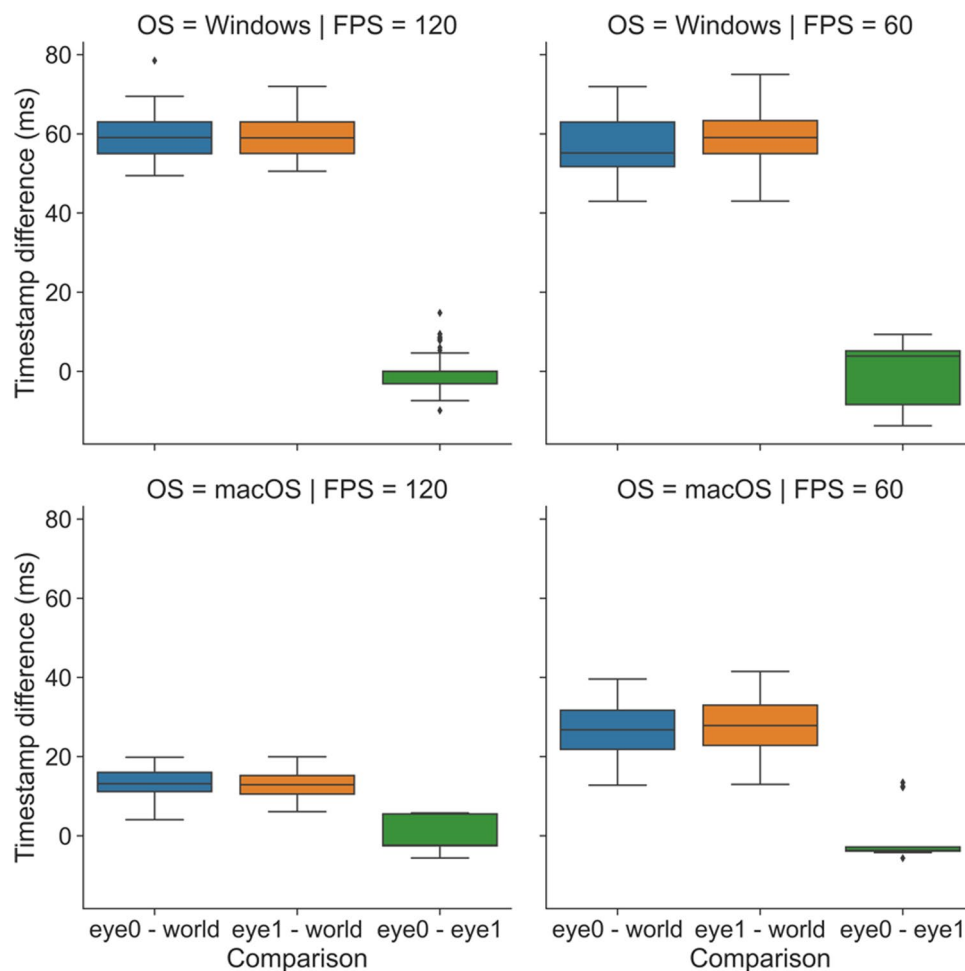 OS = Windows | FPS = 120
OS = Windows | FPS = 60
Timestamp difference (ms)
80
60
40
20
0
OS = macOS | FPS = 120
OS = macOS | FPS = 60
Timestamp difference (ms)
80
60
40
20
0
eye0 - world eye1 - world eye0 - eye1
Comparison
eye0 - world eye1 - world eye0 - eye1
Comparison